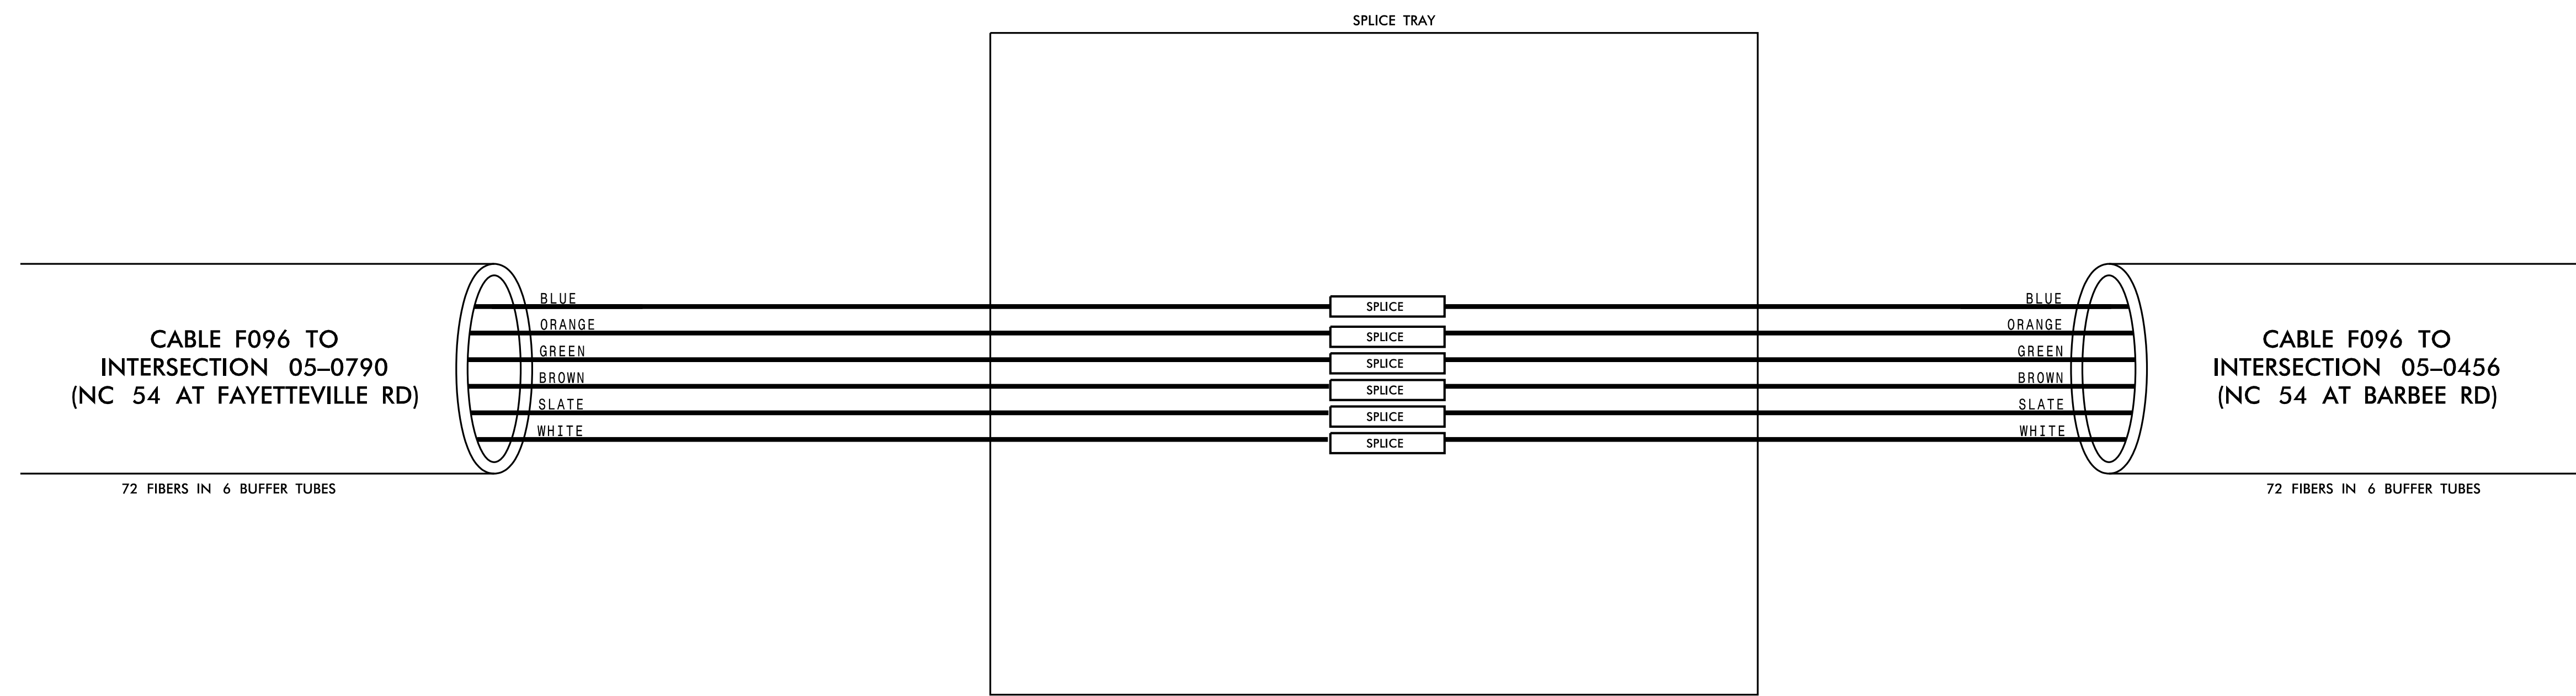 SPLICE TRAY
CABLE F096 TO
INTERSECTION 05–0790
(NC 54 AT FAYETTEVILLE RD)
72 FIBERS IN 6 BUFFER TUBES
BLUE
ORANGE
GREEN
BROWN
SLATE
WHITE
SPLICE
SPLICE
SPLICE
SPLICE
SPLICE
SPLICE
BLUE
ORANGE
GREEN
BROWN
SLATE
WHITE
CABLE F096 TO
INTERSECTION 05–0456
(NC 54 AT BARBEE RD)
72 FIBERS IN 6 BUFFER TUBES